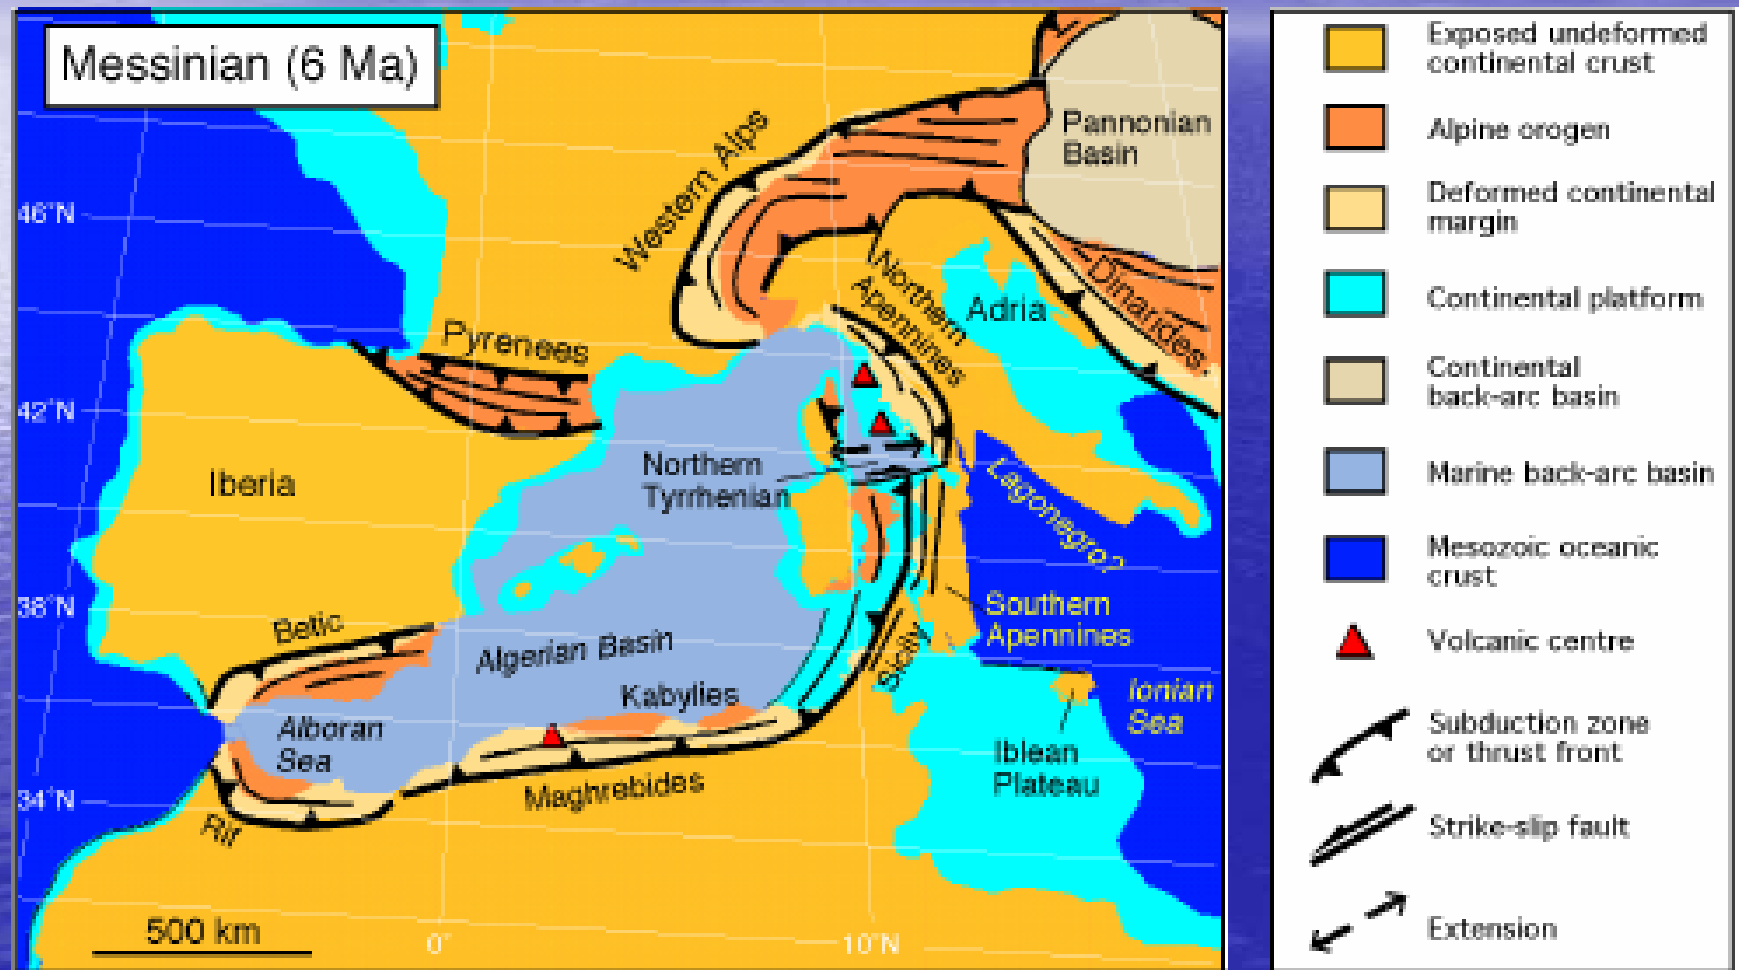 Messinian (6 Ma)
Western Alps
Pannonian
Basin
46°N
Northern
Apennines
Dinarides
Adria
Pyrenees
42°N
Iberia
Northern
Tyrrhenian
Lagonegro?
38°N
Betic
Algerian Basin
Southern
Apennines
Sicily
Kabylies
Alboran
Sea
Ionian
Sea
Iblean
Plateau
34°N
Maghrebides
Rif
500 km
0°
10°N
Exposed undeformed
continental crust
Alpine orogen
Deformed continental
margin
Continental platform
Continental
back-arc basin
Marine back-arc basin
Mesozoic oceanic
crust
Volcanic centre
Subduction zone
or thrust front
Strike-slip fault
Extension